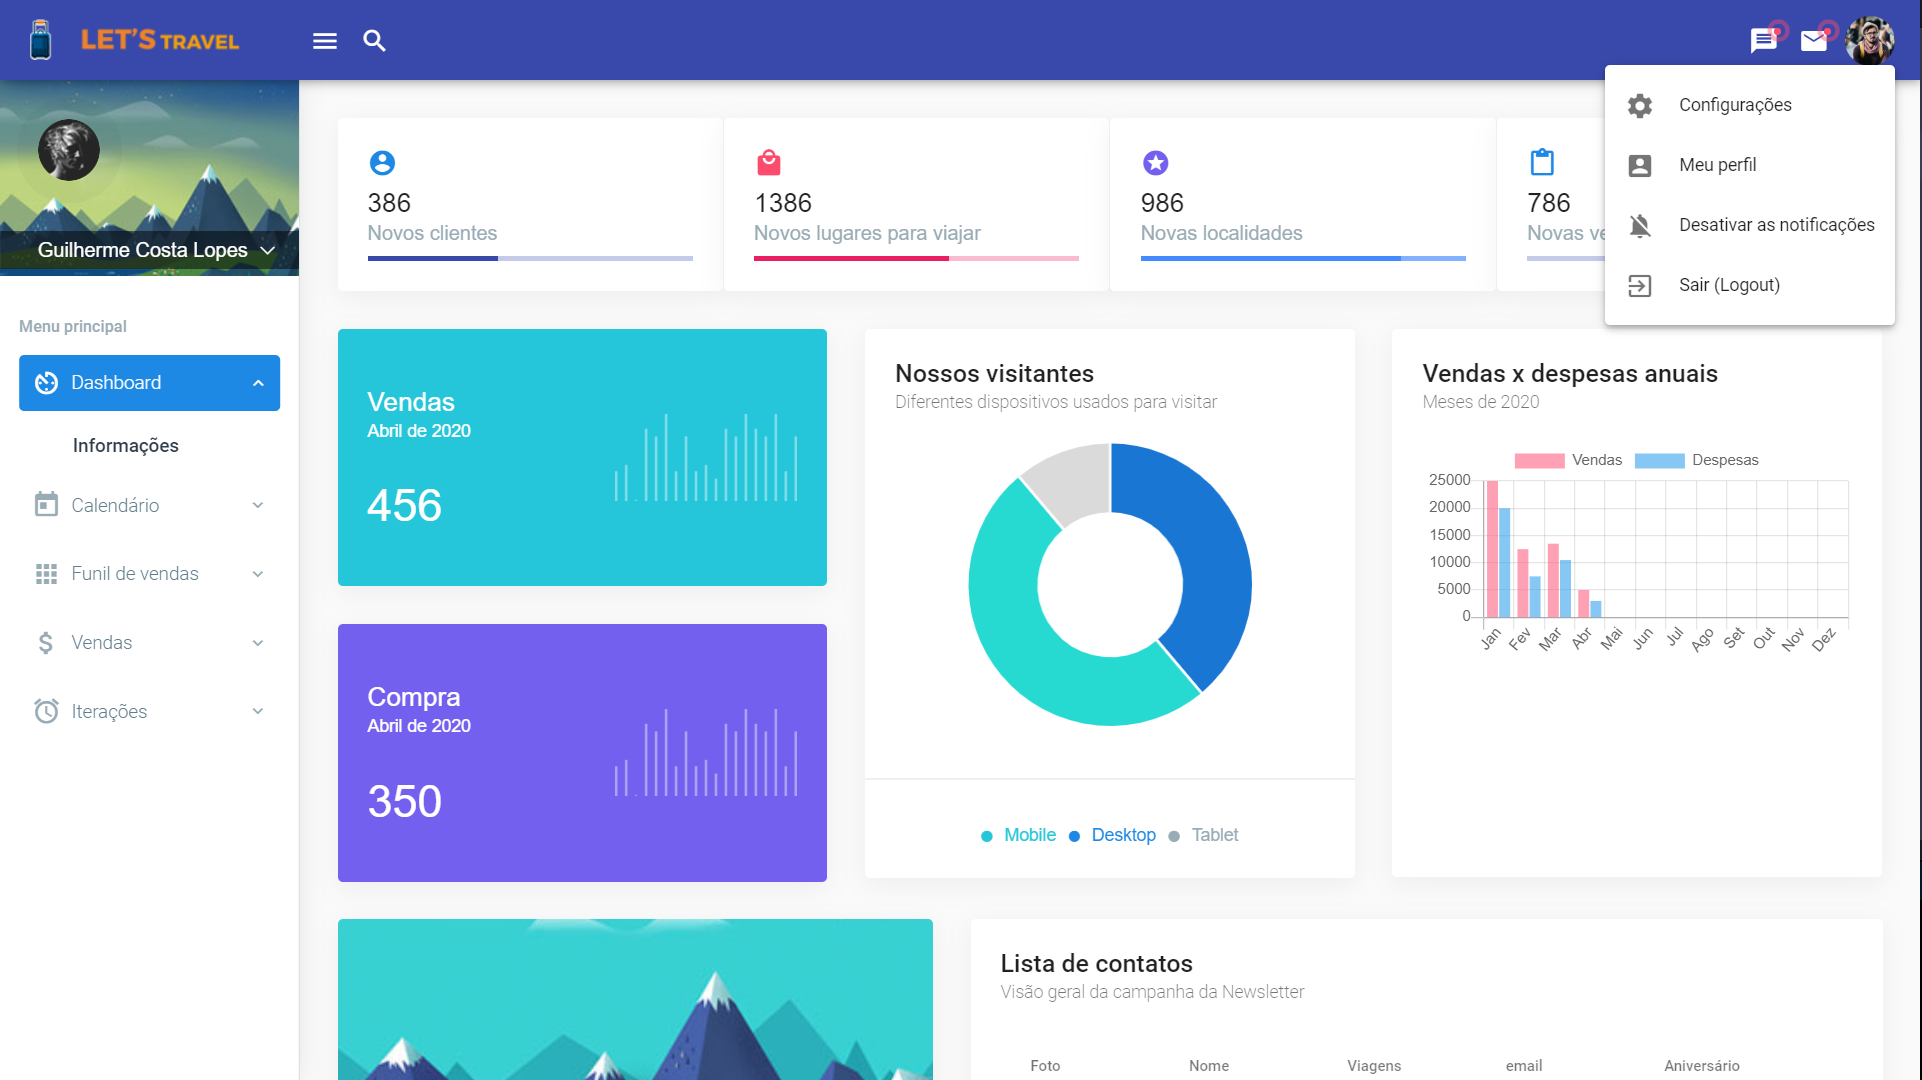 LET'S TRAVEL
Configurações
Meu perfil
Desativar as notificações
Sair (Logout)
Guilherme Costa Lopes
Menu principal
Dashboard
Informações
Calendário
Funil de vendas
Vendas
Iterações
386
Novos clientes
1386
Novos lugares para viajar
986
Novas localidades
786
Novas
Vendas
Abril de 2020
456
Compra
Abril de 2020
350
Nossos visitantes
Diferentes dispositivos usados para visitar
Mobile Desktop Tablet
Vendas x despesas anuais
Meses de 2020
Vendas Despesas
25000
20000
15000
10000
5000
0
Jan Fev Mar Abr Mai Jun Jul Ago Set Out Nov Dez
Lista de contatos
Visão geral da campanha da Newsletter
Foto Nome Viagens email Aniversário